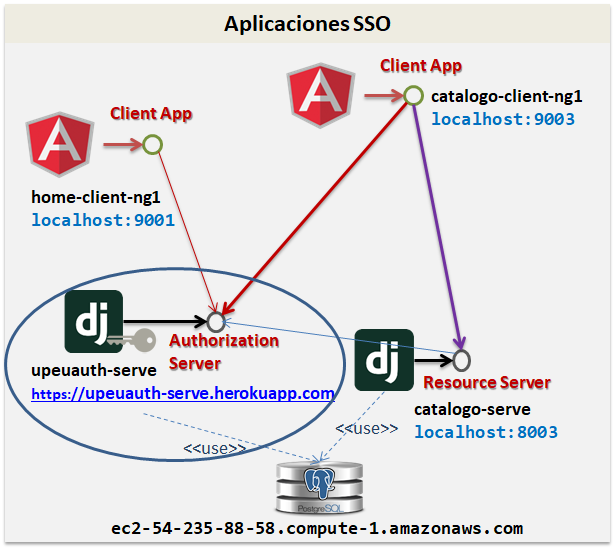 Aplicaciones SSO
Client App
catalogo-client-ng1
localhost:9003
Client App
home-client-ng1
localhost:9001
dj
Authorization
Server
upeuauth-serve
https://upeuauth-serve.herokuapp.com
dj
Resource Server
catalogo-serve
localhost:8003
<<use>>
<<use>>
PostgreSQL
ec2-54-235-88-58.compute-1.amazonaws.com